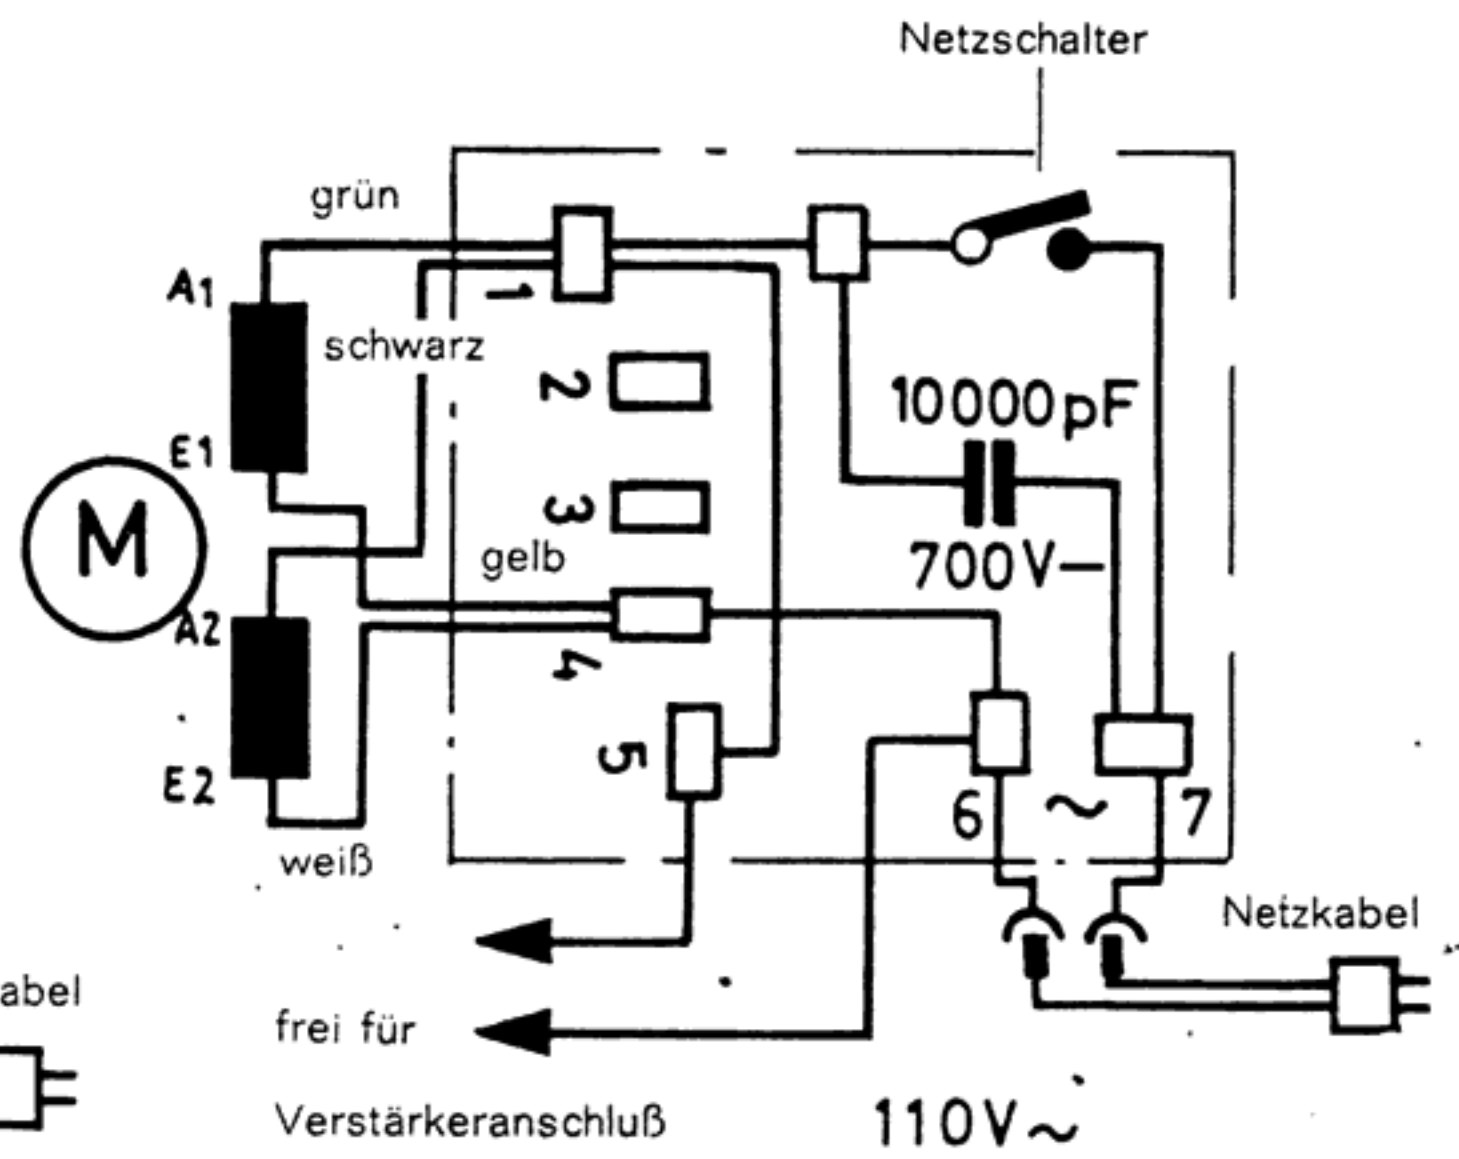 Netzschalter
grün
A1
1
schwarz
2
10000pF
E1
3
M
gelb
700V–
A2
4
5
E2
6 ~ 7
weiß
Netzkabel
abel
frei für
Verstärkeranschluß
110V~